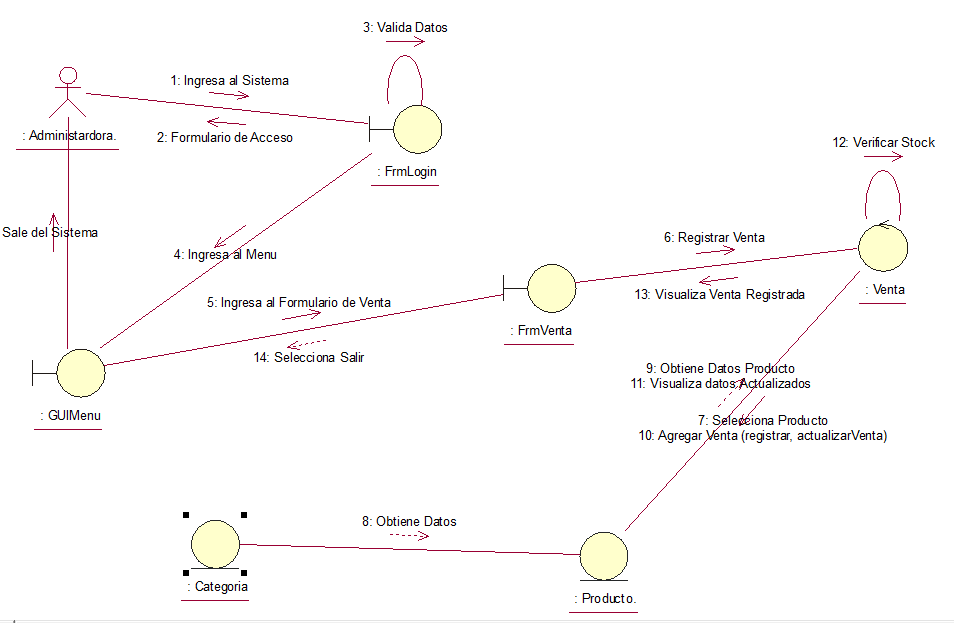 3: Valida Datos
1: Ingresa al Sistema
2: Formulario de Acceso
: Administardora.
: FrmLogin
12: Verificar Stock
Sale del Sistema
4: Ingresa al Menu
6: Registrar Venta
13: Visualiza Venta Registrada
: Venta
5: Ingresa al Formulario de Venta
: FrmVenta
14: Selecciona Salir
9: Obtiene Datos Producto
11: Visualiza datos Actualizados
: GUIMenu
7: Selecciona Producto
10: Agregar Venta (registrar, actualizarVenta)
8: Obtiene Datos
: Categoria
: Producto.